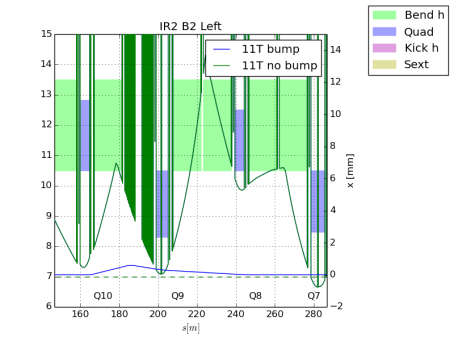 IR2 B2 Left
Bend h
Quad
Kick h
Sext
11T bump
11T no bump
15
14
13
12
11
10
9
8
7
6
14
12
10
8
6
4
2
0
−2
x [mm]
Q10
Q9
Q8
Q7
160
180
200
220
240
260
280
s[m]